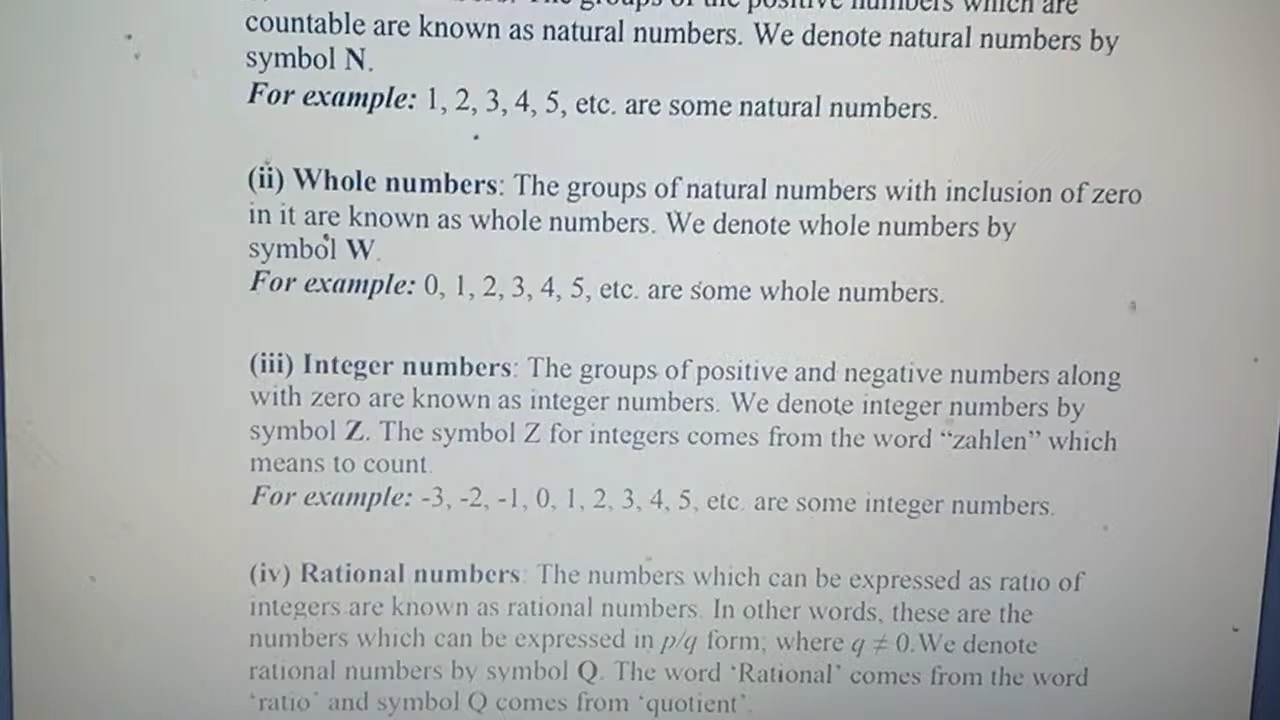 groups of the positive numbers which are
countable are known as natural numbers. We denote natural numbers by
symbol N.
For example: 1, 2, 3, 4, 5, etc. are some natural numbers.
(ii) Whole numbers: The groups of natural numbers with inclusion of zero
in it are known as whole numbers. We denote whole numbers by
symbol W.
For example: 0, 1, 2, 3, 4, 5, etc. are some whole numbers.
(iii) Integer numbers: The groups of positive and negative numbers along
with zero are known as integer numbers. We denote integer numbers by
symbol Z. The symbol Z for integers comes from the word “zahlen” which
means to count.
For example: -3, -2, -1, 0, 1, 2, 3, 4, 5, etc. are some integer numbers.
(iv) Rational numbers: The numbers which can be expressed as ratio of
integers are known as rational numbers. In other words, these are the
numbers which can be expressed in p/q form; where q ≠ 0.We denote
rational numbers by symbol Q. The word ‘Rational’ comes from the word
‘ratio’ and symbol Q comes from ‘quotient’.